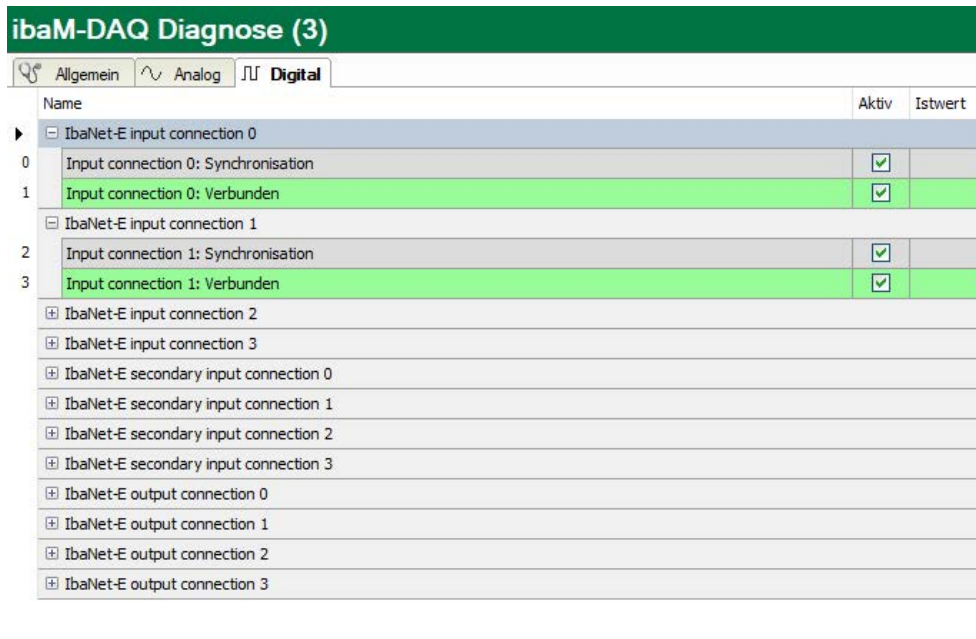 ibaM-DAQ Diagnose (3)
Allgemein Analog Digital
Name Aktiv Istwert
IbaNet-E input connection 0
0 Input connection 0: Synchronisation
1 Input connection 0: Verbunden
IbaNet-E input connection 1
2 Input connection 1: Synchronisation
3 Input connection 1: Verbunden
IbaNet-E input connection 2
IbaNet-E input connection 3
IbaNet-E secondary input connection 0
IbaNet-E secondary input connection 1
IbaNet-E secondary input connection 2
IbaNet-E secondary input connection 3
IbaNet-E output connection 0
IbaNet-E output connection 1
IbaNet-E output connection 2
IbaNet-E output connection 3